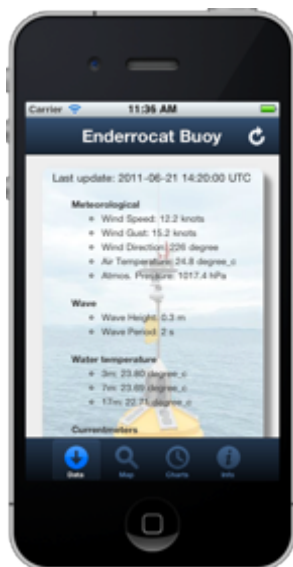 Carrier 11:36 AM
Enderrocat Buoy
Last update: 2011-06-21 14:20:00 UTC
Meteorological
Wind Speed: 12.2 knots
Wind Gust: 15.2 knots
Wind Direction: 226 degree
Air Temperature: 24.8 degree_c
Atmos. Pressure: 1017.4 hPa
Wave
Wave Height: 0.3 m
Wave Period: 2 s
Water temperature
3m: 23.80 degree_c
7m: 23.69 degree_c
17m: 22.71 degree_c
Currentmeters
Data Map Charts Info